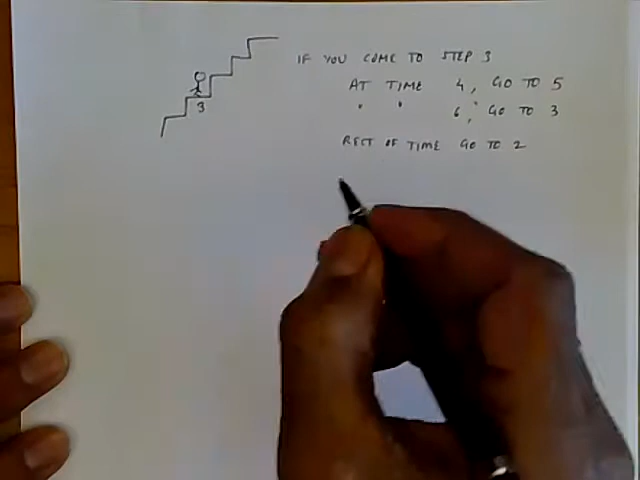 IF YOU COME TO STEP 3
AT TIME 4, GO TO 5
" " 6, GO TO 3
REST OF TIME GO TO 2
3